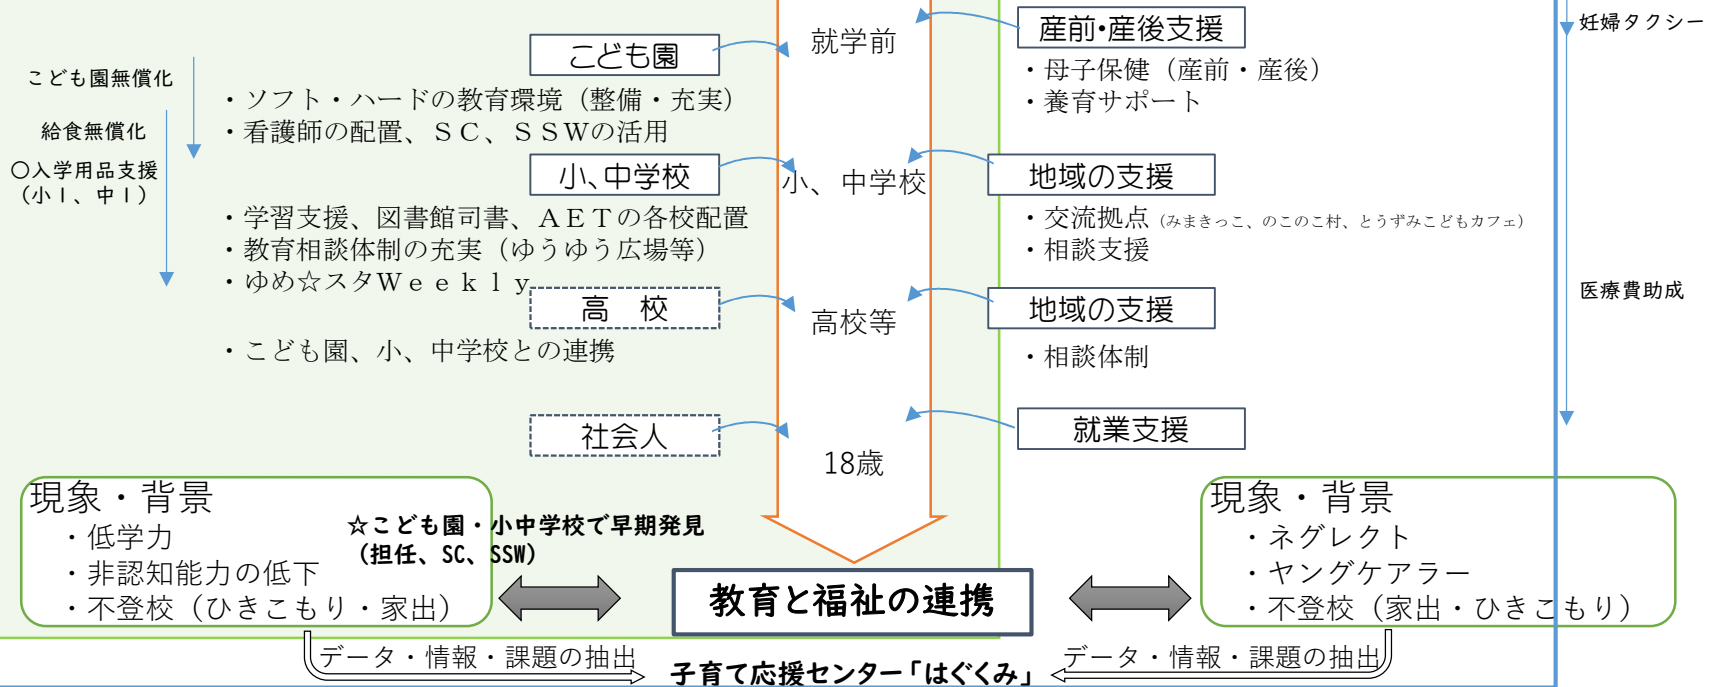 就学前
産前・産後支援
妊婦タクシー
こども園
・母子保健（産前・産後）
・養育サポート
こども園無償化
・ソフト・ハードの教育環境（整備・充実）
・看護師の配置、ＳＣ、ＳＳＷの活用
給食無償化
〇入学用品支援
（小１、中１）
小、中学校
小、中学校
地域の支援
・学習支援、図書館司書、ＡＥＴの各校配置
・教育相談体制の充実（ゆうゆう広場等）
・ゆめ☆スタＷｅｅｋｌｙ
・交流拠点（みまきっこ、のこのこ村、とうずみこどもカフェ）
・相談支援
医療費助成
高　校
高校等
地域の支援
・こども園、小、中学校との連携
・相談体制
社会人
就業支援
18歳
現象・背景
・低学力
・非認知能力の低下
・不登校（ひきこもり・家出）
☆こども園・小中学校で早期発見
（担任、SC、SSW）
教育と福祉の連携
現象・背景
・ネグレクト
・ヤングケアラー
・不登校（家出・ひきこもり）
データ・情報・課題の抽出
子育て応援センター「はぐくみ」
データ・情報・課題の抽出